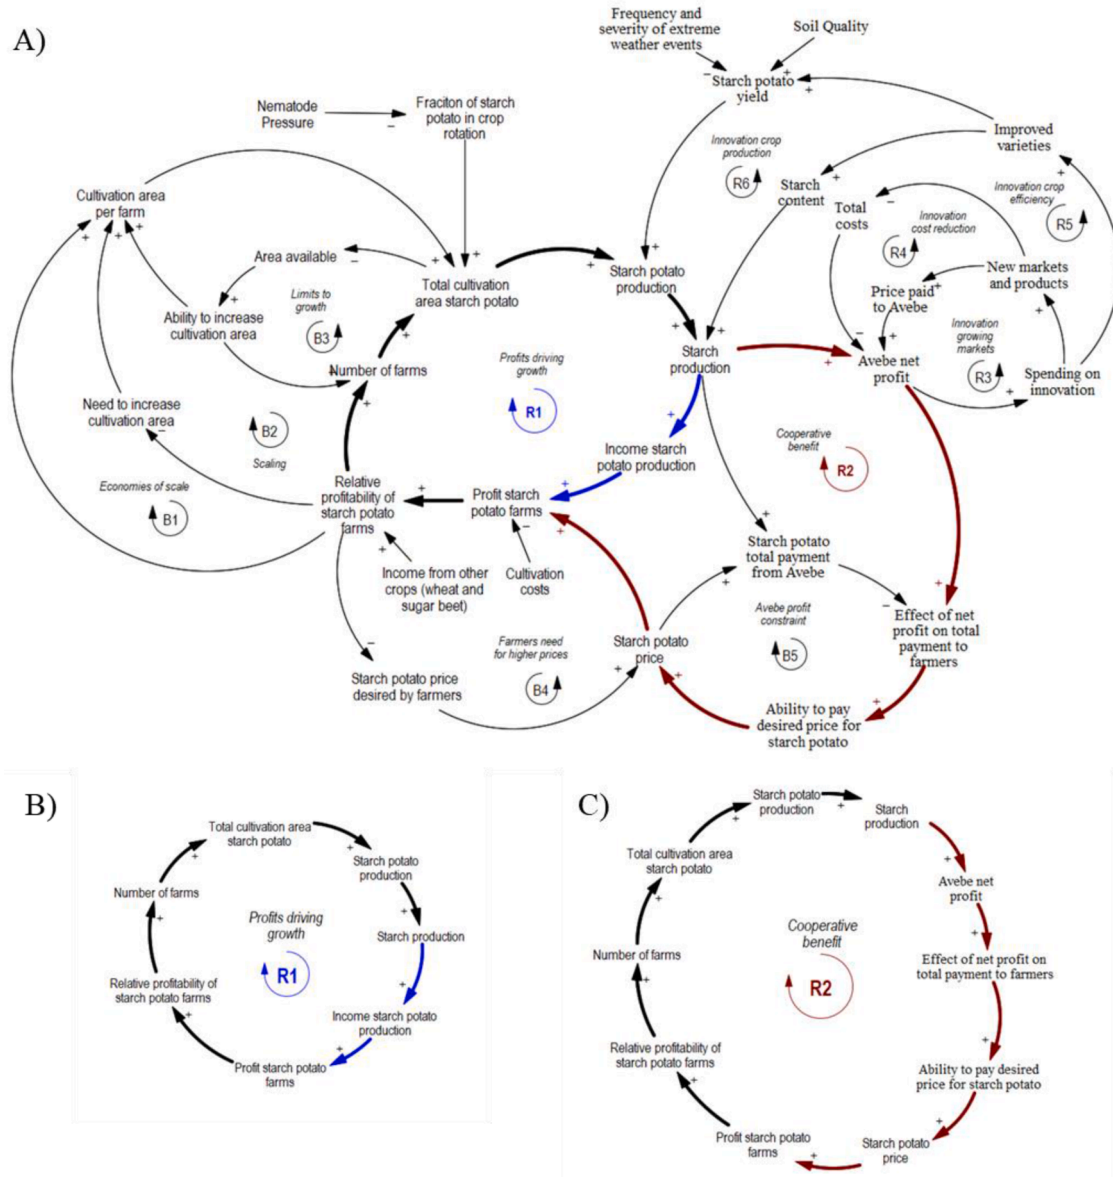 A)
Frequency and
severity of extreme
weather events
Soil Quality
Starch potato
yield
Nematode
Pressure
Fraciton of starch
potato in crop
rotation
Improved
varieties
Innovation crop
production
R6
Starch
content
Innovation crop
efficiency
R5
Cultivation area
per farm
Total
costs
Innovation
cost reduction
R4
Area available
Starch potato
production
New markets
and products
Total cultivation
area starch potato
Price paid
to Avebe
Limits to
growth
B3
Ability to increase
cultivation area
Innovation
growing
markets
R3
Starch
production
Avebe net
profit
Number of farms
Profits driving
growth
R1
Spending on
innovation
Need to increase
cultivation area
B2
Scaling
Income starch
potato production
Cooperative
benefit
R2
Economies of scale
B1
Relative
profitability of
starch potato
farms
Profit starch
potato farms
Starch potato
total payment
from Avebe
Income from other
crops (wheat and
sugar beet)
Cultivation
costs
Avebe profit
constraint
B5
Effect of net
profit on total
payment to
farmers
Farmers need
for higher prices
B4
Starch potato
price
Starch potato price
desired by farmers
Ability to pay
desired price for
starch potato
B)
Total cultivation area
starch potato
Starch potato
production
Number of farms
Profits driving
growth
R1
Starch production
Relative profitability of
starch potato farms
Income starch potato
production
Profit starch potato
farms
C)
Starch potato
production
Starch
production
Total cultivation area
starch potato
Avebe net
profit
Cooperative
benefit
R2
Number of farms
Effect of net profit on
total payment to farmers
Relative profitability of
starch potato farms
Ability to pay desired
price for starch potato
Profit starch potato
farms
Starch potato
price